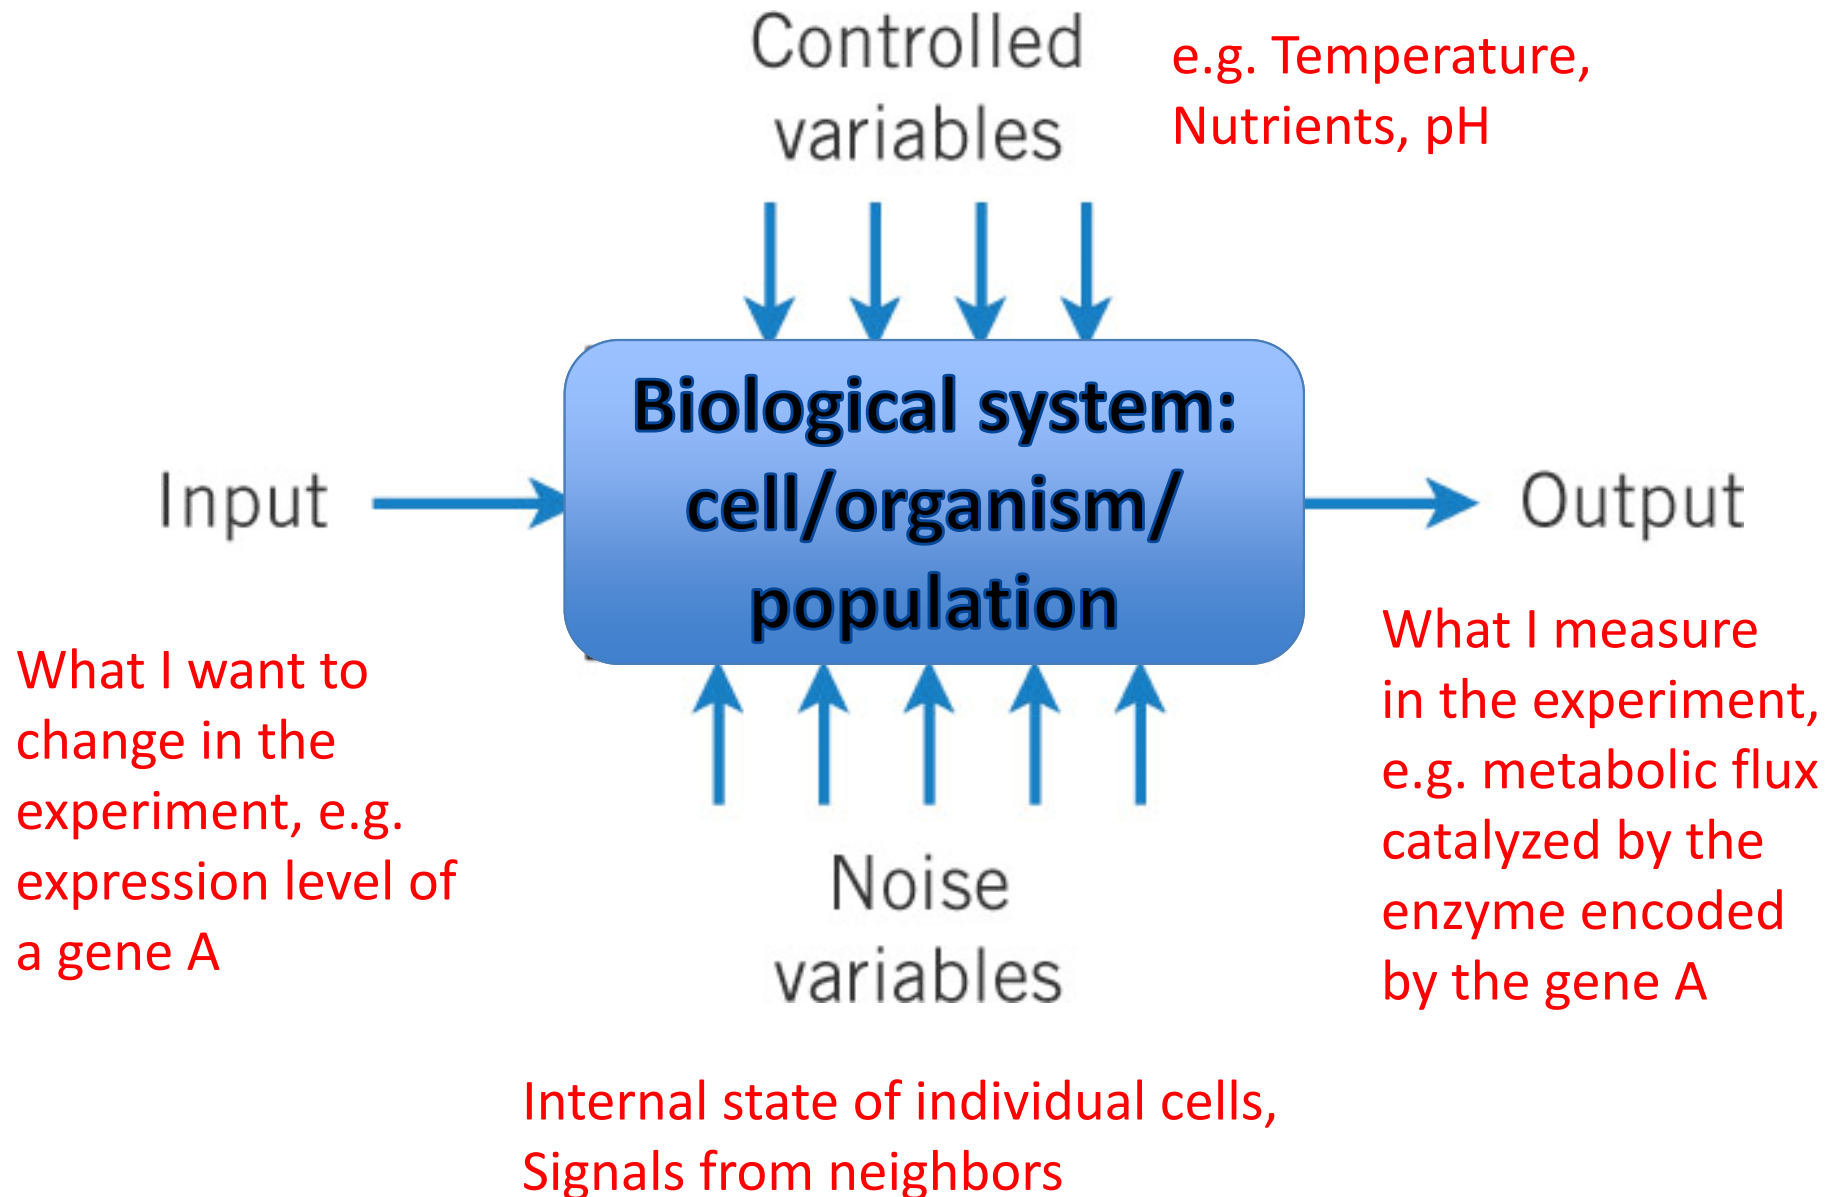 Controlled
variables
e.g. Temperature,
Nutrients, pH
Biological system:
cell/organism/
population
Input
Output
What I want to
change in the
experiment, e.g.
expression level of
a gene A
What I measure
in the experiment,
e.g. metabolic flux
catalyzed by the
enzyme encoded
by the gene A
Noise
variables
Internal state of individual cells,
Signals from neighbors